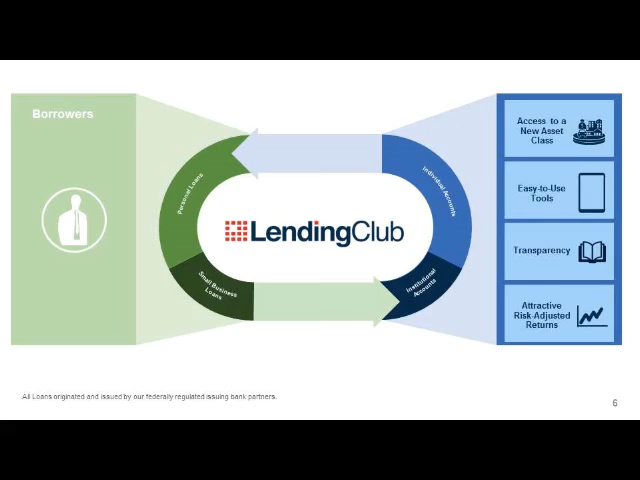 Borrowers
Personal Loans
Small Business
Loans
LendingClub
Individual Accounts
Institutional
Accounts
Access to a
New Asset
Class
Easy-to-Use
Tools
Transparency
Attractive
Risk-Adjusted
Returns
All Loans originated and issued by our federally regulated issuing bank partners.
6